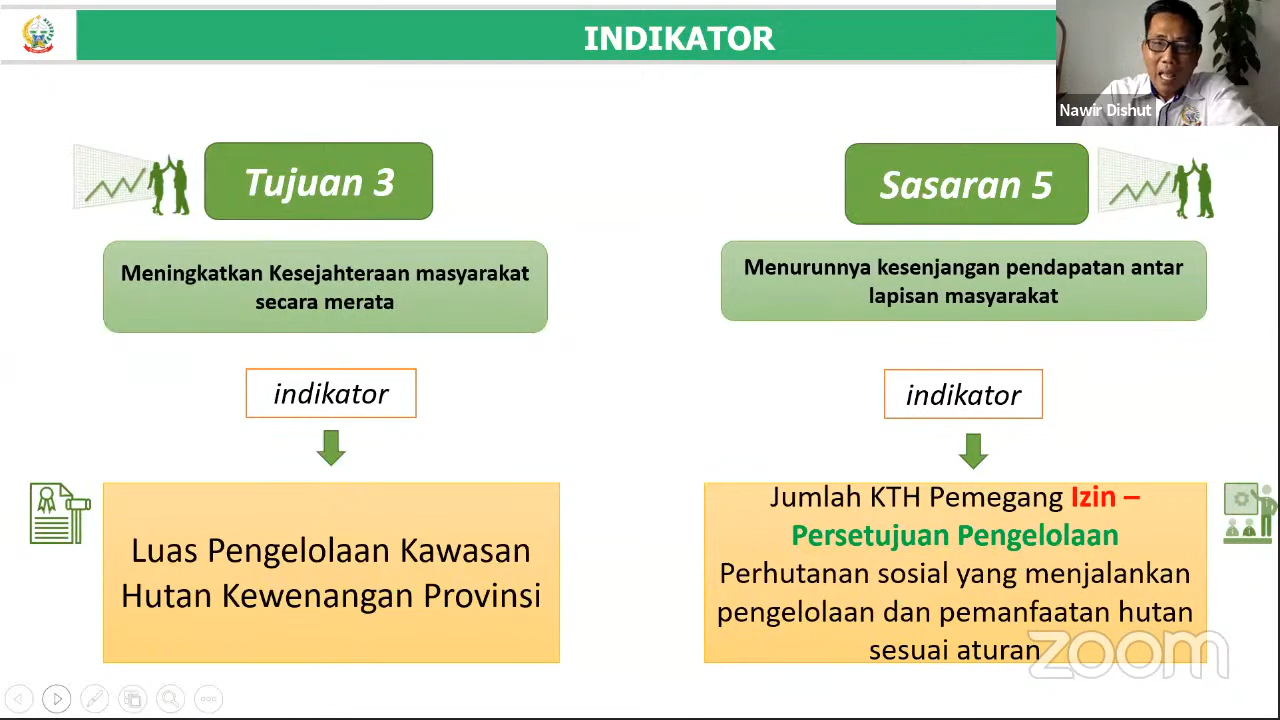 INDIKATOR
Nawir Dishut
Tujuan 3
Meningkatkan Kesejahteraan masyarakat
secara merata
indikator
Luas Pengelolaan Kawasan
Hutan Kewenangan Provinsi
Sasaran 5
Menurunnya kesenjangan pendapatan antar
lapisan masyarakat
indikator
Jumlah KTH Pemegang Izin –
Persetujuan Pengelolaan
Perhutanan sosial yang menjalankan
pengelolaan dan pemanfaatan hutan
sesuai aturan
zoom